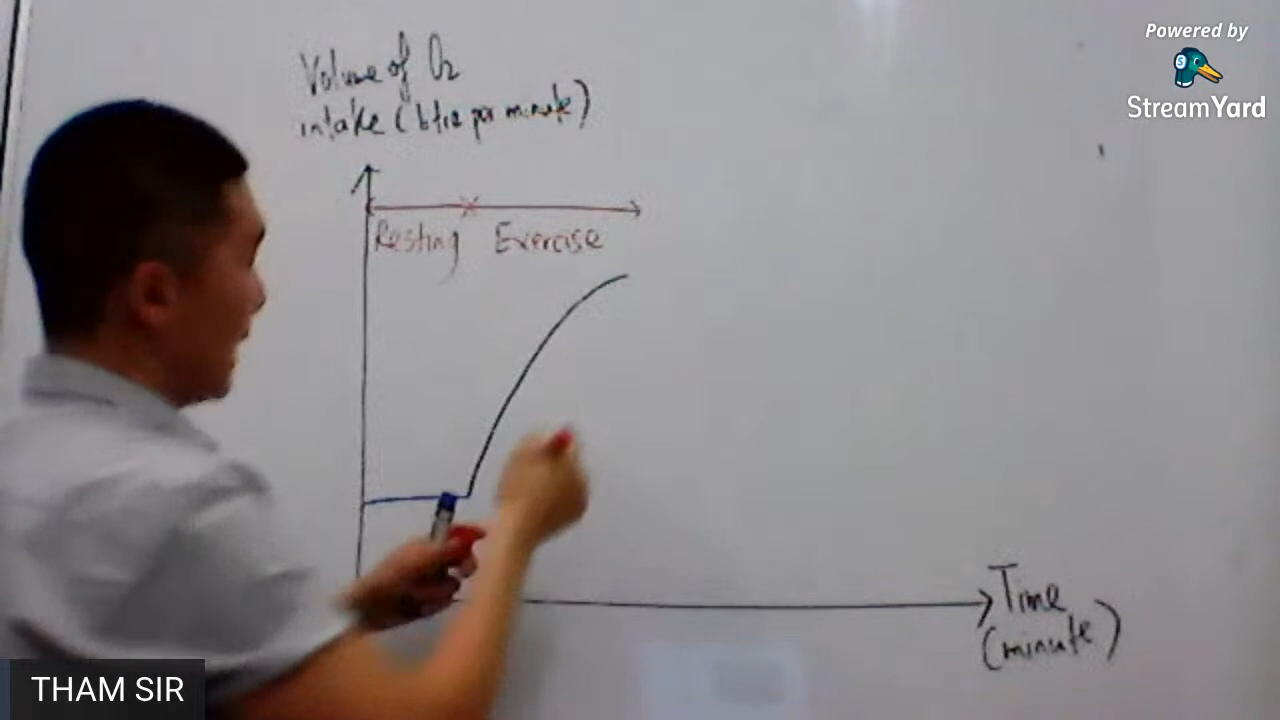 Powered by
StreamYard
Volume of O2
intake (litre per minute)
Resting Exercise
Time
(minute)
THAM SIR